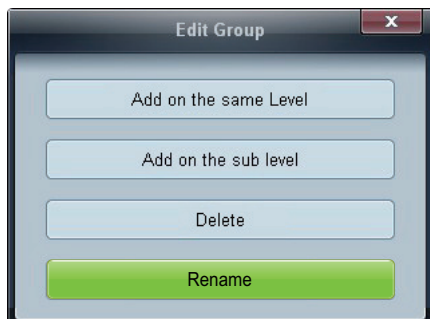 Edit Group
x
Add on the same Level
Add on the sub level
Delete
Rename